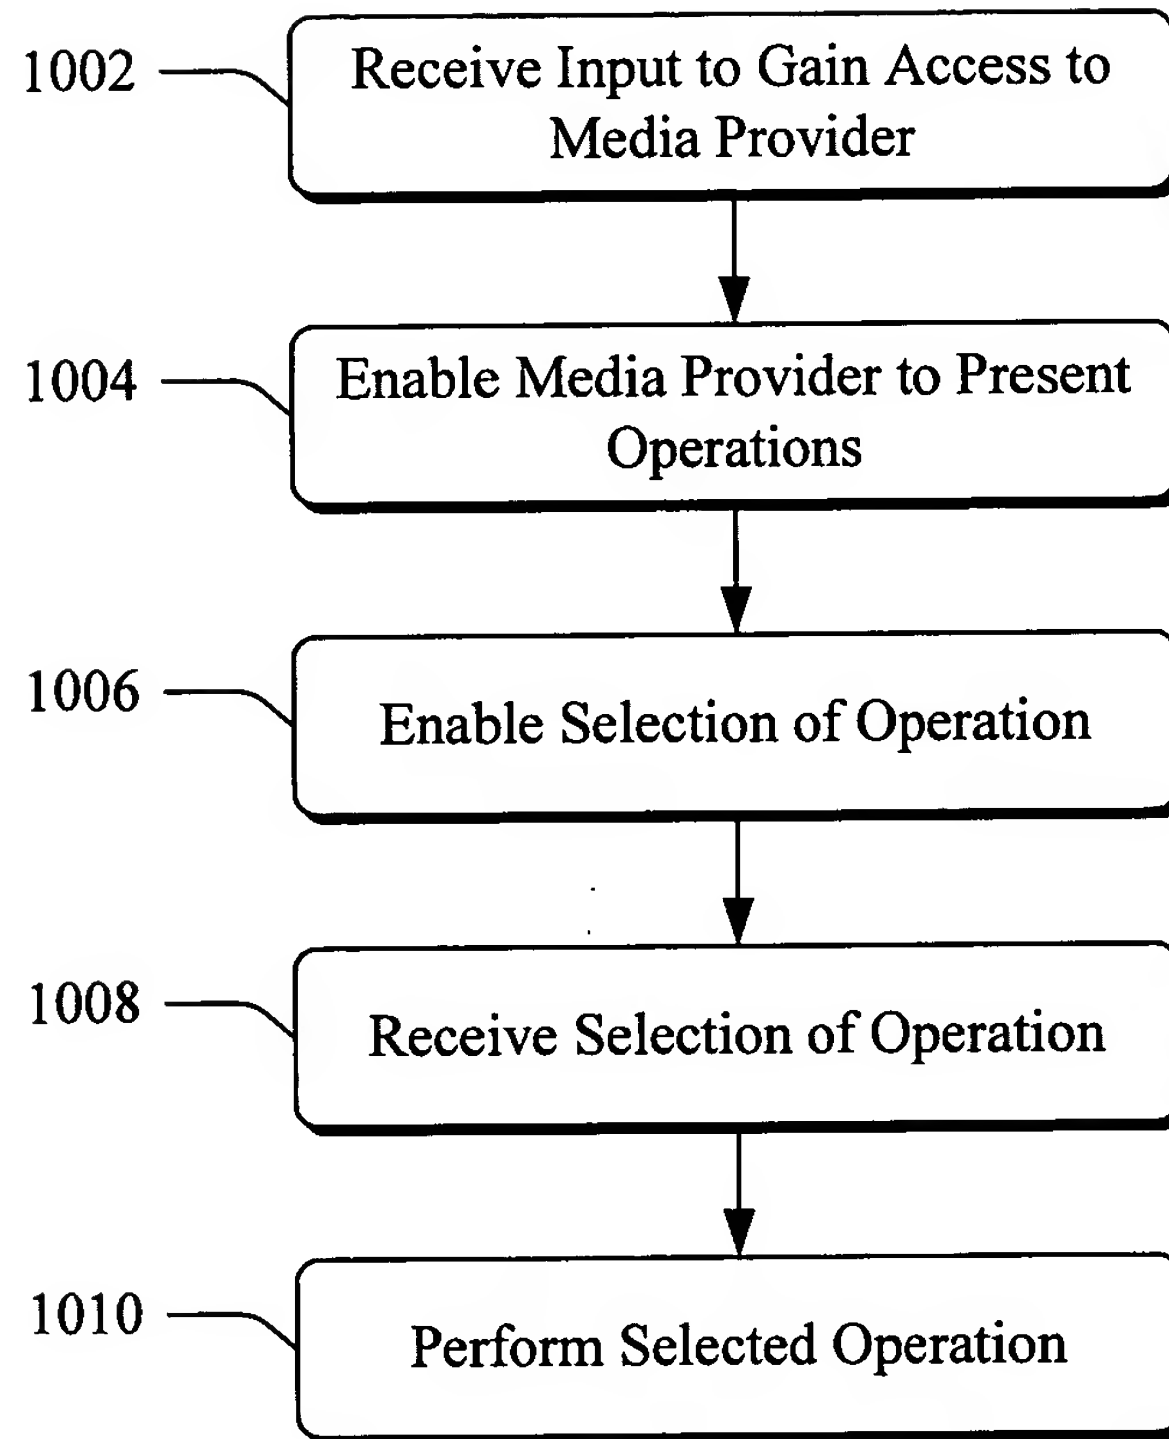 1002
Receive Input to Gain Access to
Media Provider
1004
Enable Media Provider to Present
Operations
1006
Enable Selection of Operation
1008
Receive Selection of Operation
1010
Perform Selected Operation